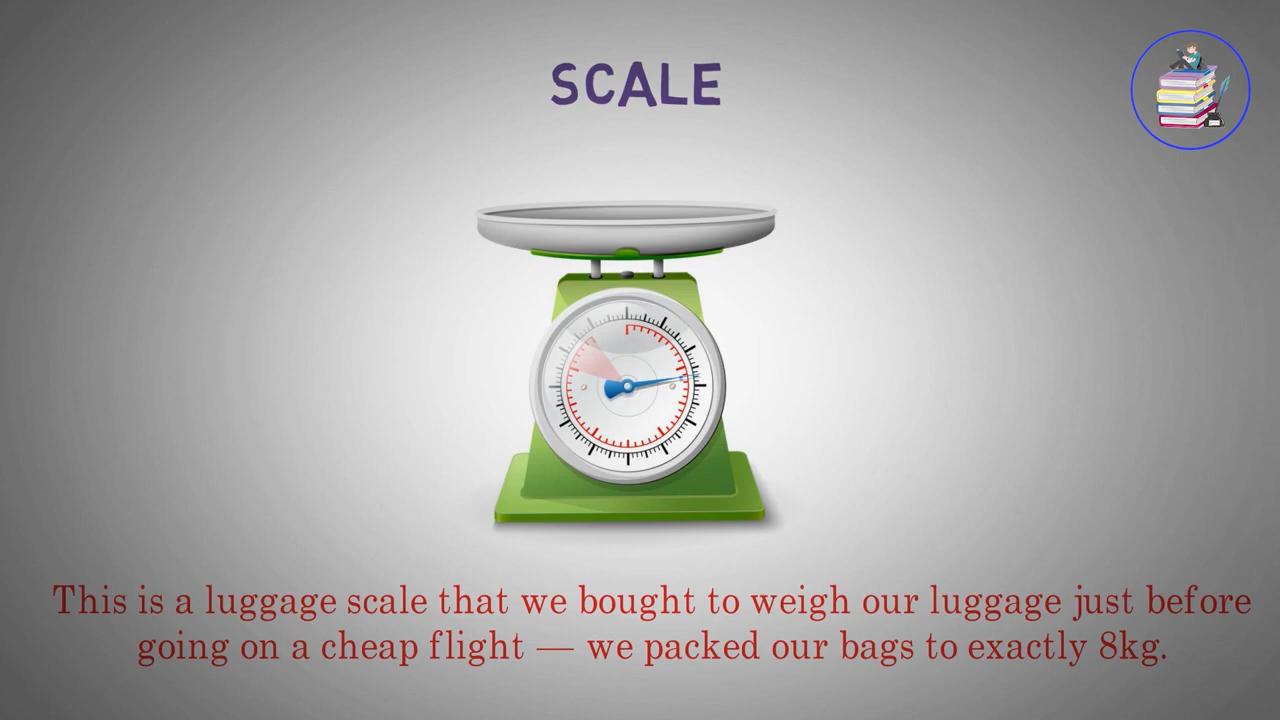 SCALE
This is a luggage scale that we bought to weigh our luggage just before
going on a cheap flight — we packed our bags to exactly 8kg.